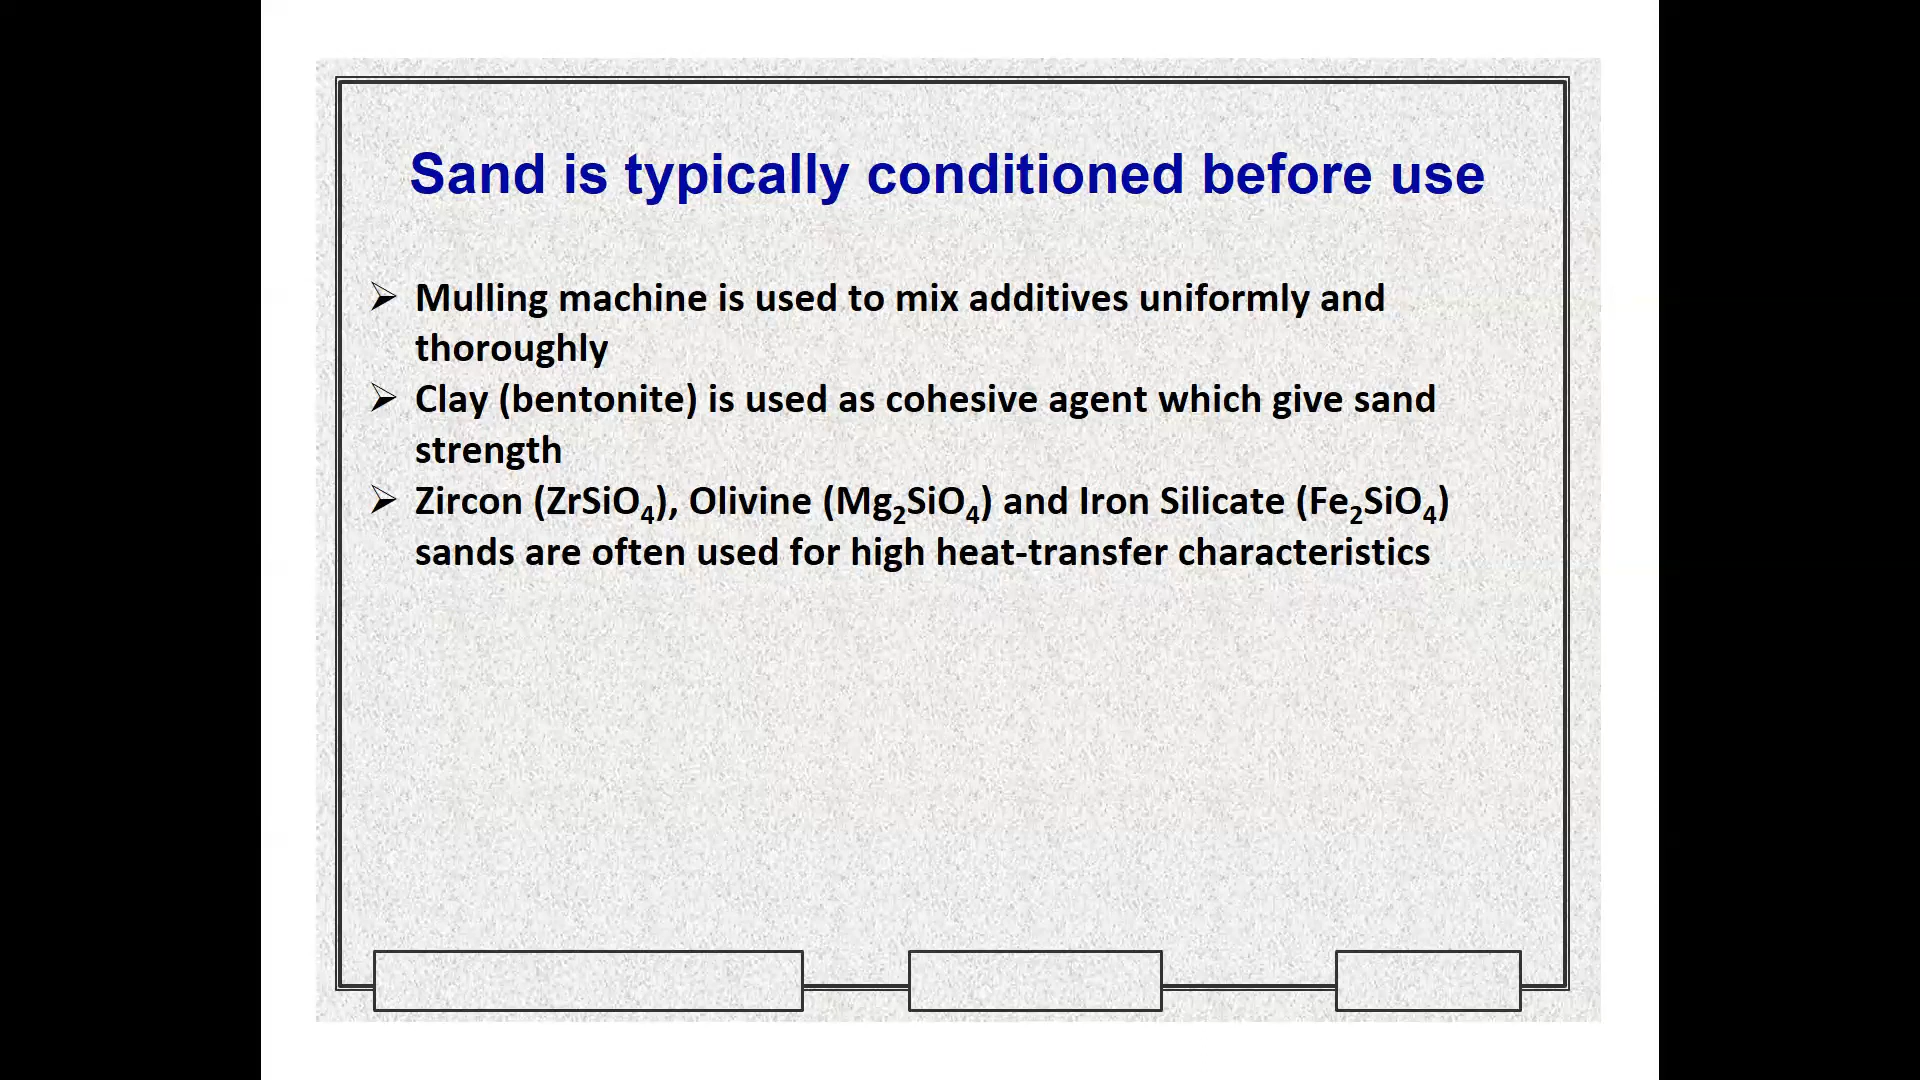 Sand is typically conditioned before use
➢ Mulling machine is used to mix additives uniformly and
thoroughly
➢ Clay (bentonite) is used as cohesive agent which give sand
strength
➢ Zircon (ZrSiO₄), Olivine (Mg₂SiO₄) and Iron Silicate (Fe₂SiO₄)
sands are often used for high heat-transfer characteristics